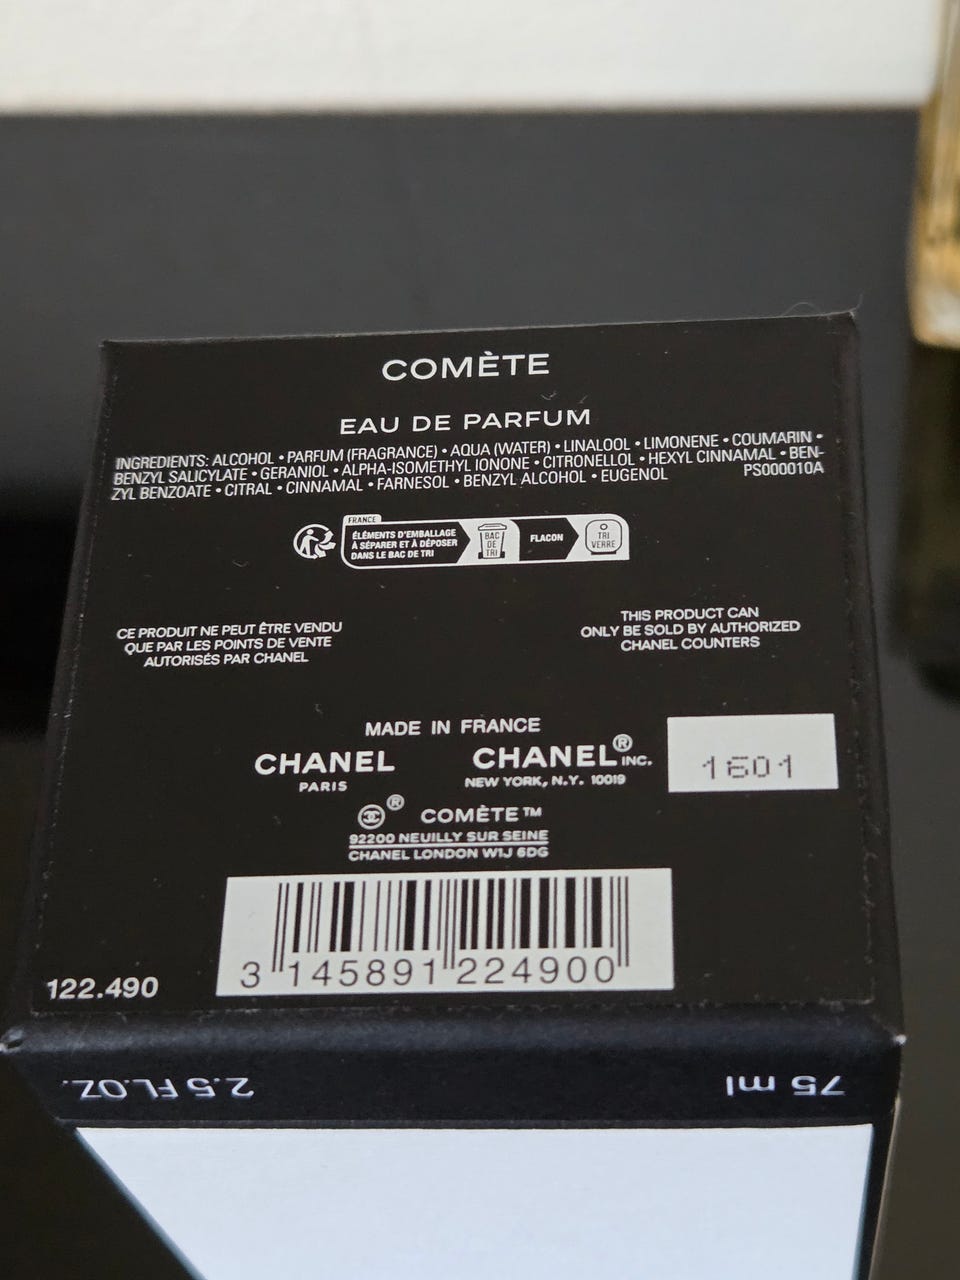 COMÈTE
EAU DE PARFUM
INGREDIENTS: ALCOHOL • PARFUM (FRAGRANCE) • AQUA (WATER) • LINALOOL • LIMONENE • COUMARIN •
BENZYL SALICYLATE • GERANIOL • ALPHA-ISOMETHYL IONONE • CITRONELLOL • HEXYL CINNAMAL • BEN-
ZYL BENZOATE • CITRAL • CINNAMAL • FARNESOL • BENZYL ALCOHOL • EUGENOL PS000010A
FRANCE
ÉLÉMENTS D'EMBALLAGE
À SÉPARER ET À DÉPOSER
DANS LE BAC DE TRI
BAC
DE
TRI
FLACON
TRI
VERRE
CE PRODUIT NE PEUT ÊTRE VENDU
QUE PAR LES POINTS DE VENTE
AUTORISÉS PAR CHANEL
THIS PRODUCT CAN
ONLY BE SOLD BY AUTHORIZED
CHANEL COUNTERS
MADE IN FRANCE
CHANEL
PARIS
CHANEL® INC.
NEW YORK, N.Y. 10019
1601
® COMÈTE™
92200 NEUILLY SUR SEINE
CHANEL LONDON W1J 6DG
3 145891 224900
122.490
75 ml 2.5 FL.OZ.